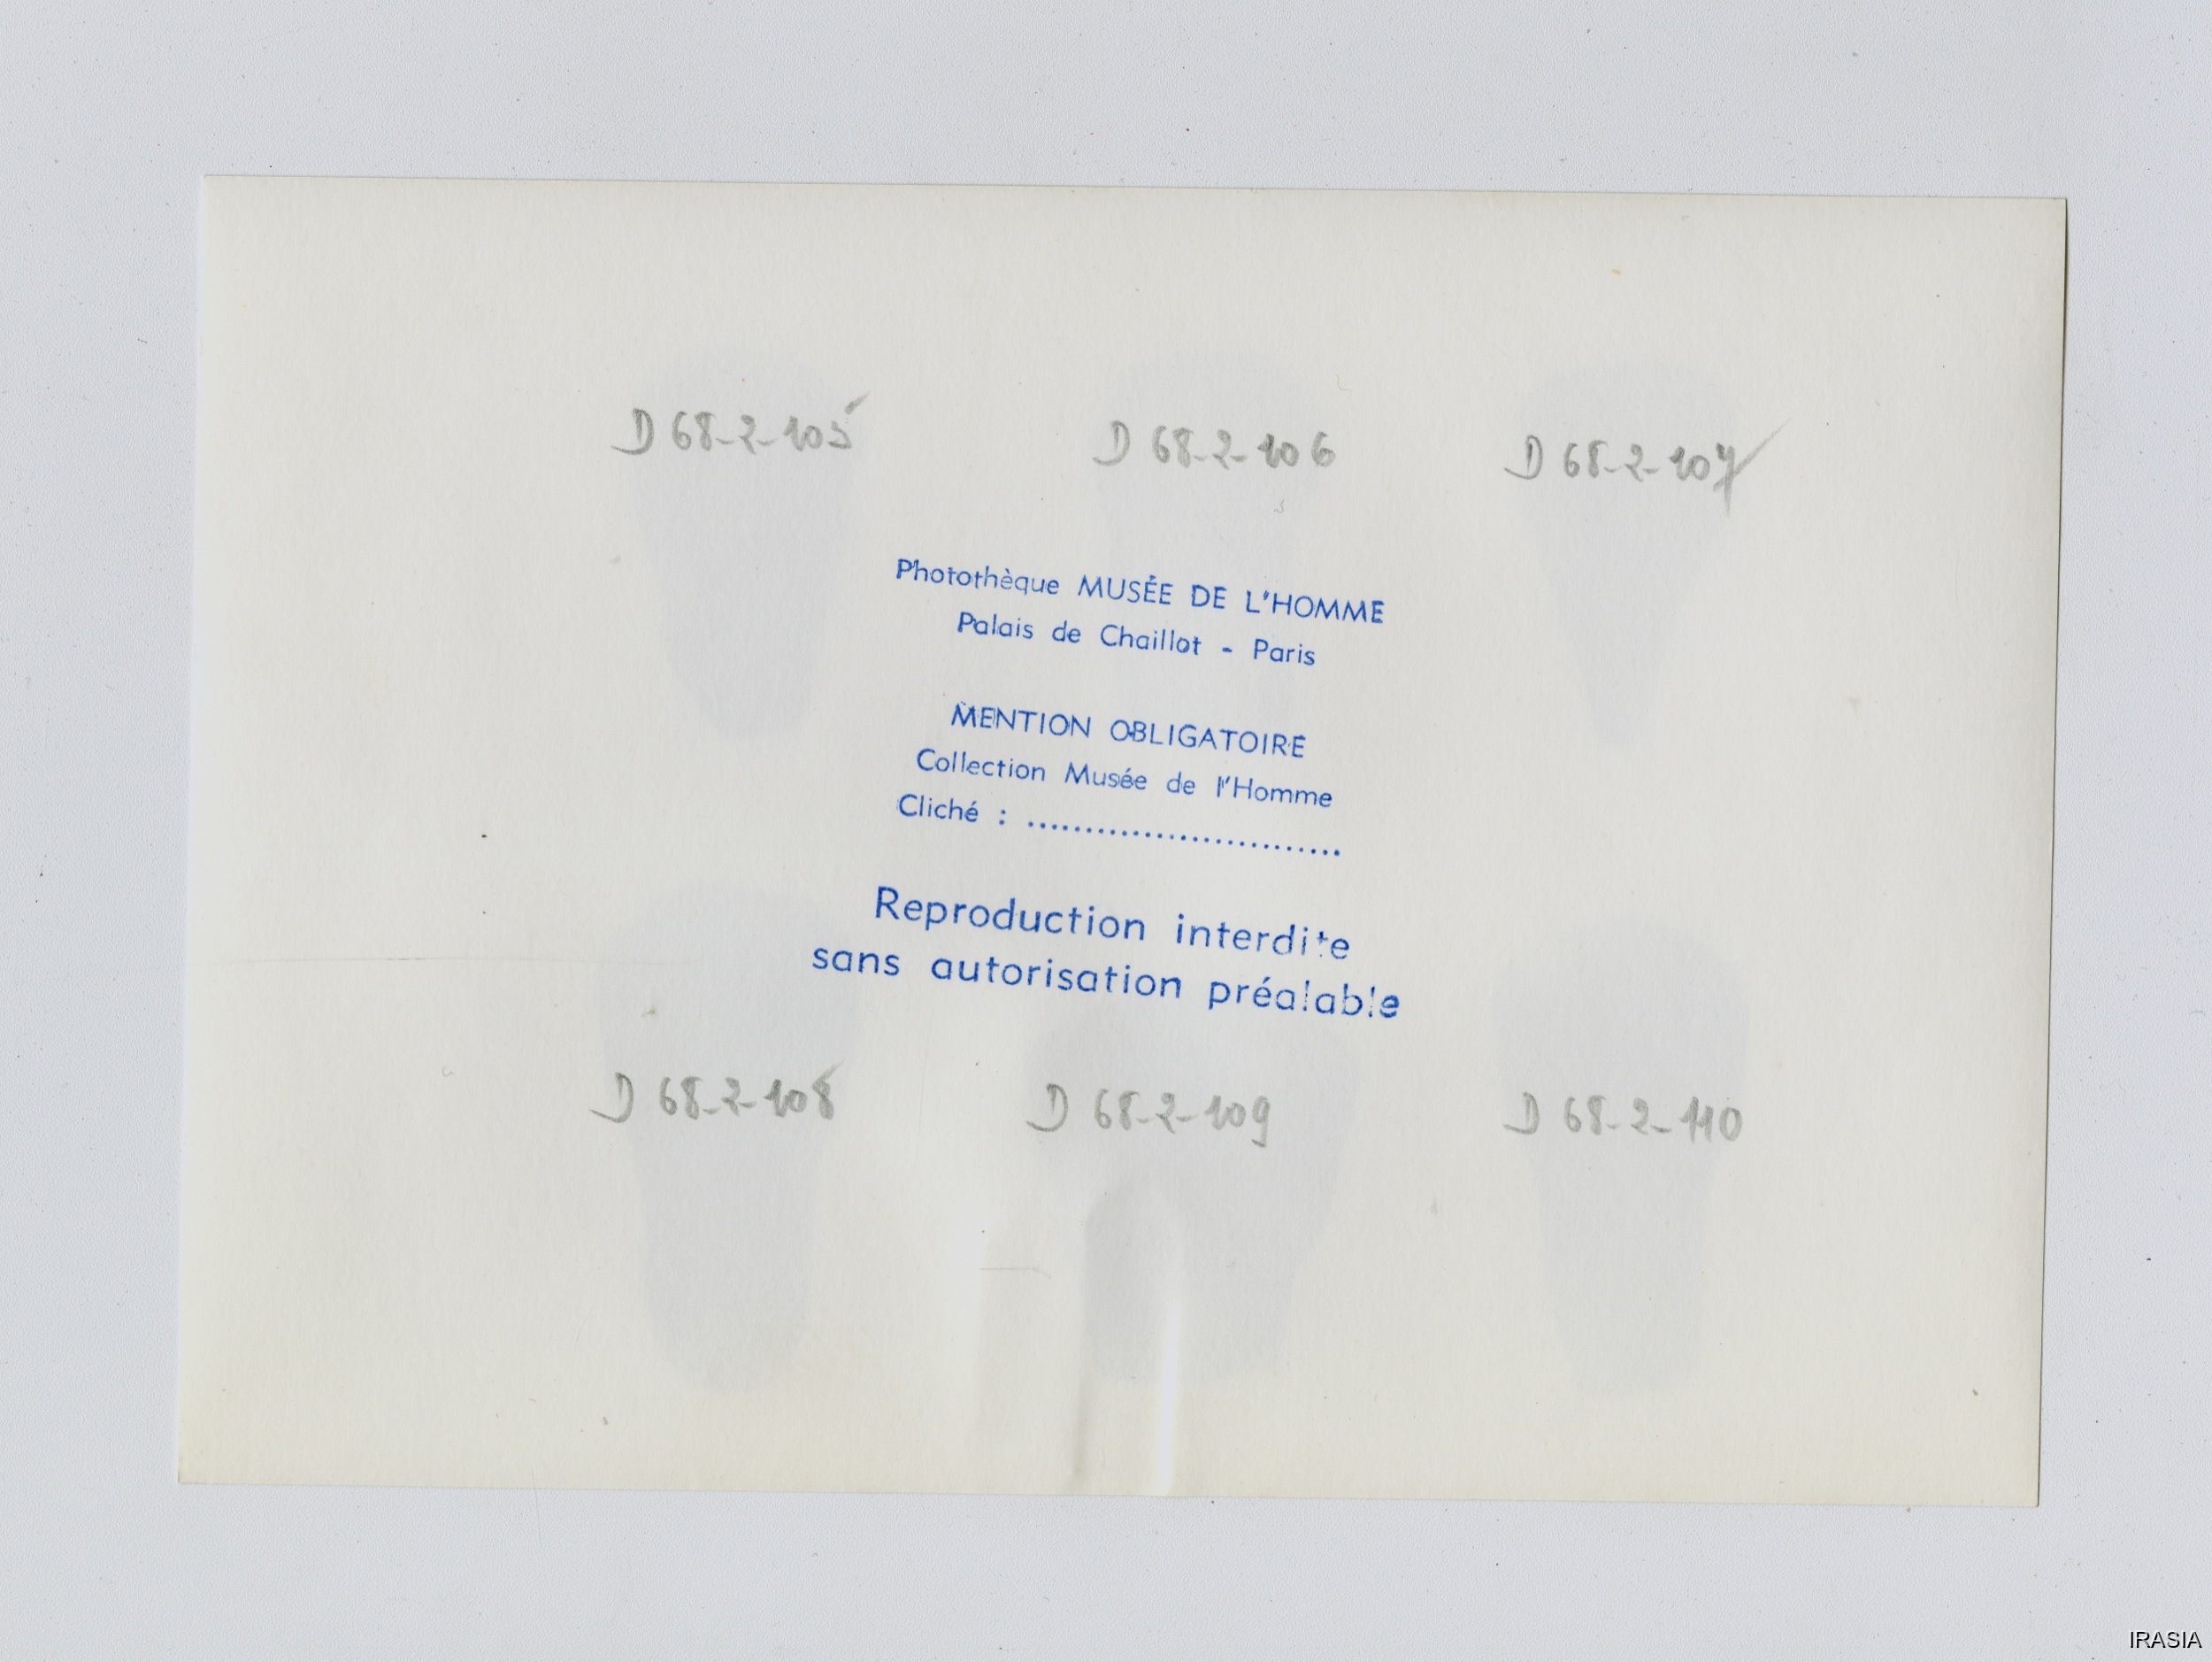 D 68-2-105 D 68-2-106 D 68-2-107
Photothèque MUSÉE DE L'HOMME
Palais de Chaillot - Paris
MENTION OBLIGATOIRE
Collection Musée de l'Homme
Cliché : ............................
Reproduction interdite
sans autorisation préalable
D 68-2-108 D 68-2-109 D 68-2-110
IRASIA